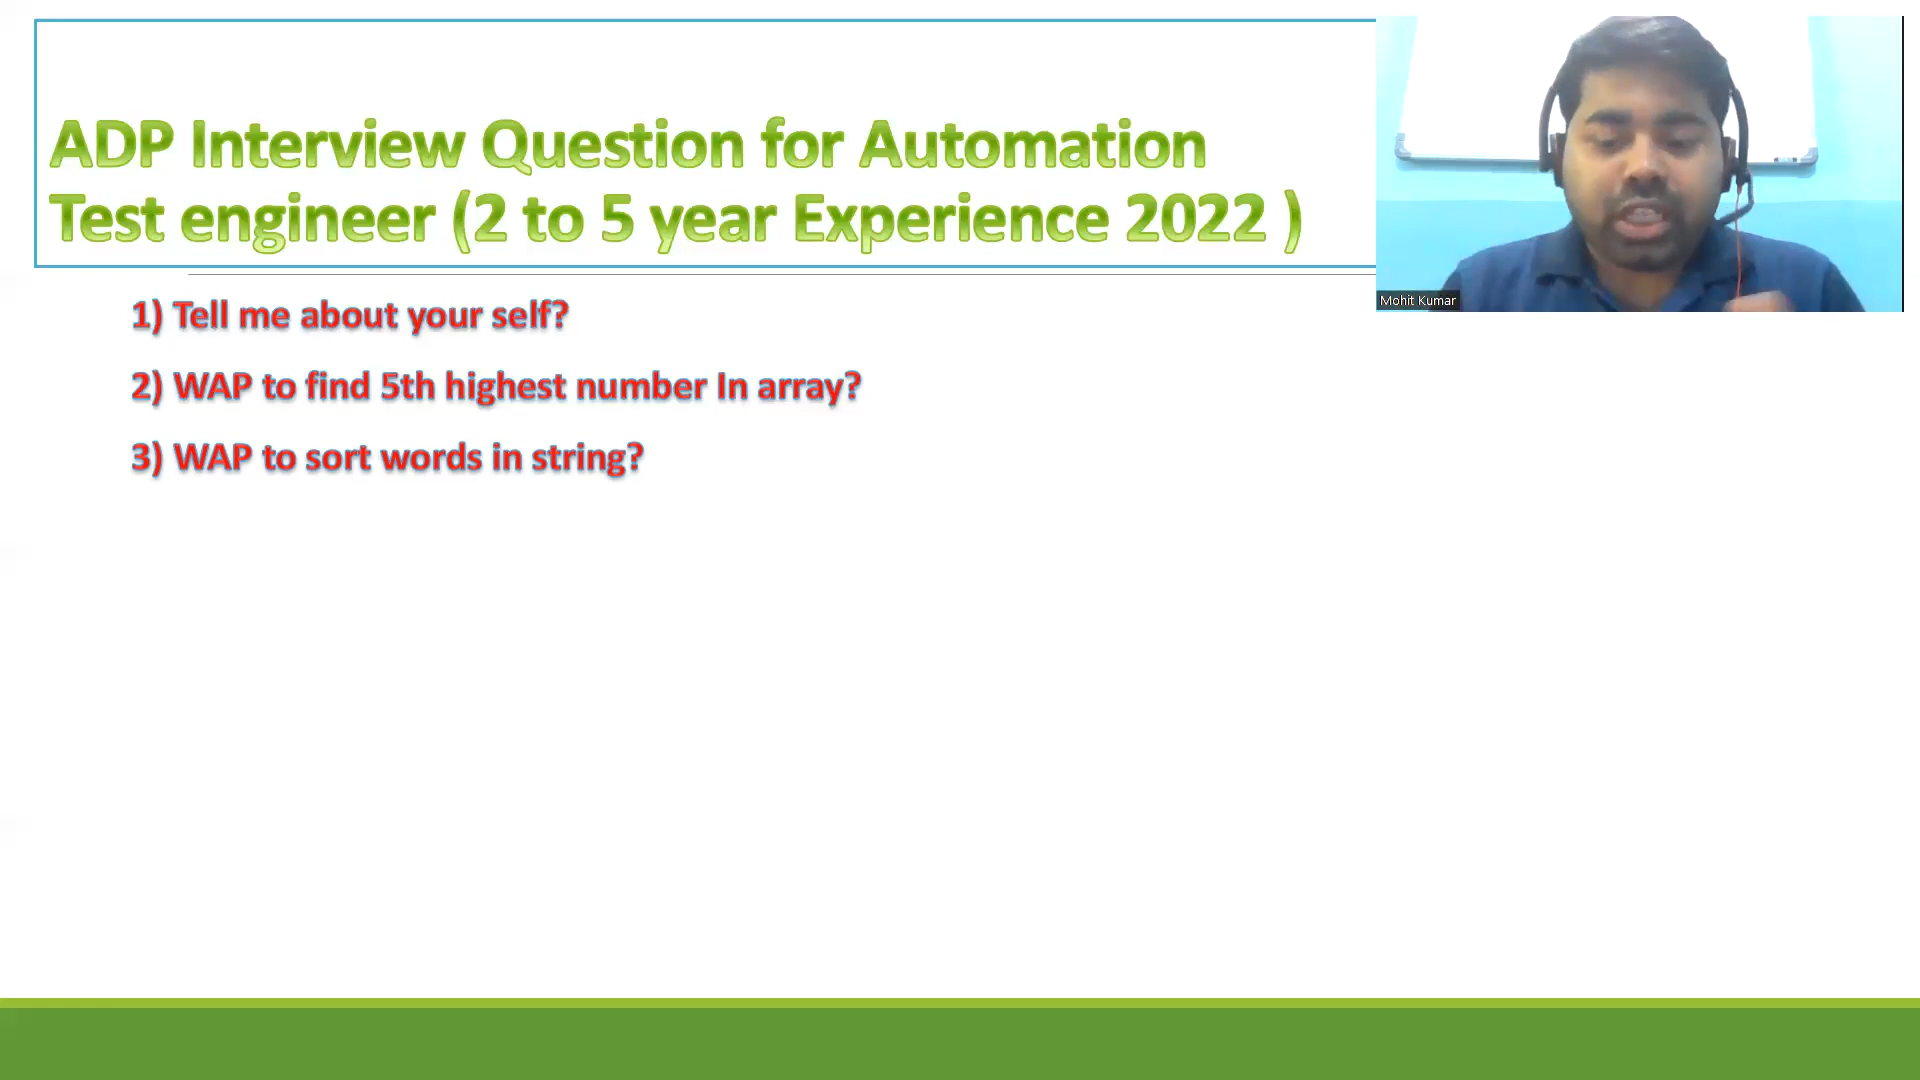 ADP Interview Question for Automation
Test engineer (2 to 5 year Experience 2022 )
Mohit Kumar
1) Tell me about your self?
2) WAP to find 5th highest number In array?
3) WAP to sort words in string?